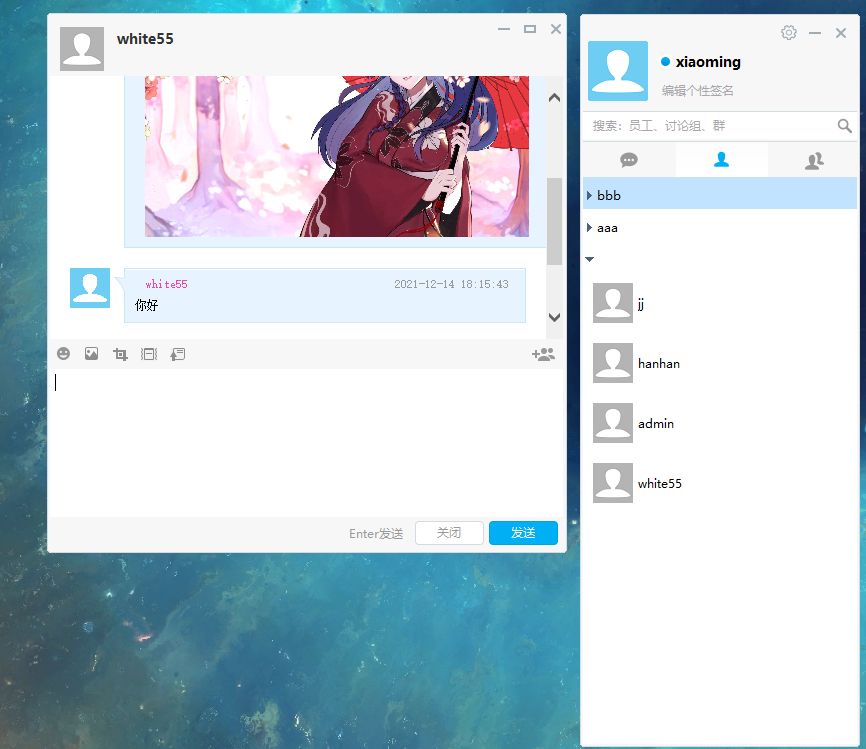 white55
white55 2021-12-14 18:15:43
你好
Enter发送 关闭 发送
xiaoming
编辑个性签名
搜索：员工、讨论组、群
bbb
aaa
jj
hanhan
admin
white55